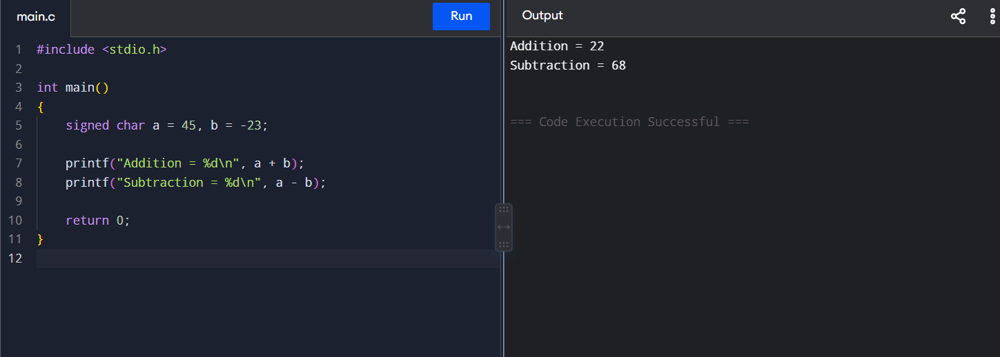 main.c
Run
1 #include <stdio.h>
2
3 int main()
4 {
5     signed char a = 45, b = -23;
6
7     printf("Addition = %d\n", a + b);
8     printf("Subtraction = %d\n", a - b);
9
10     return 0;
11 }
12
Output
Addition = 22
Subtraction = 68
=== Code Execution Successful ===